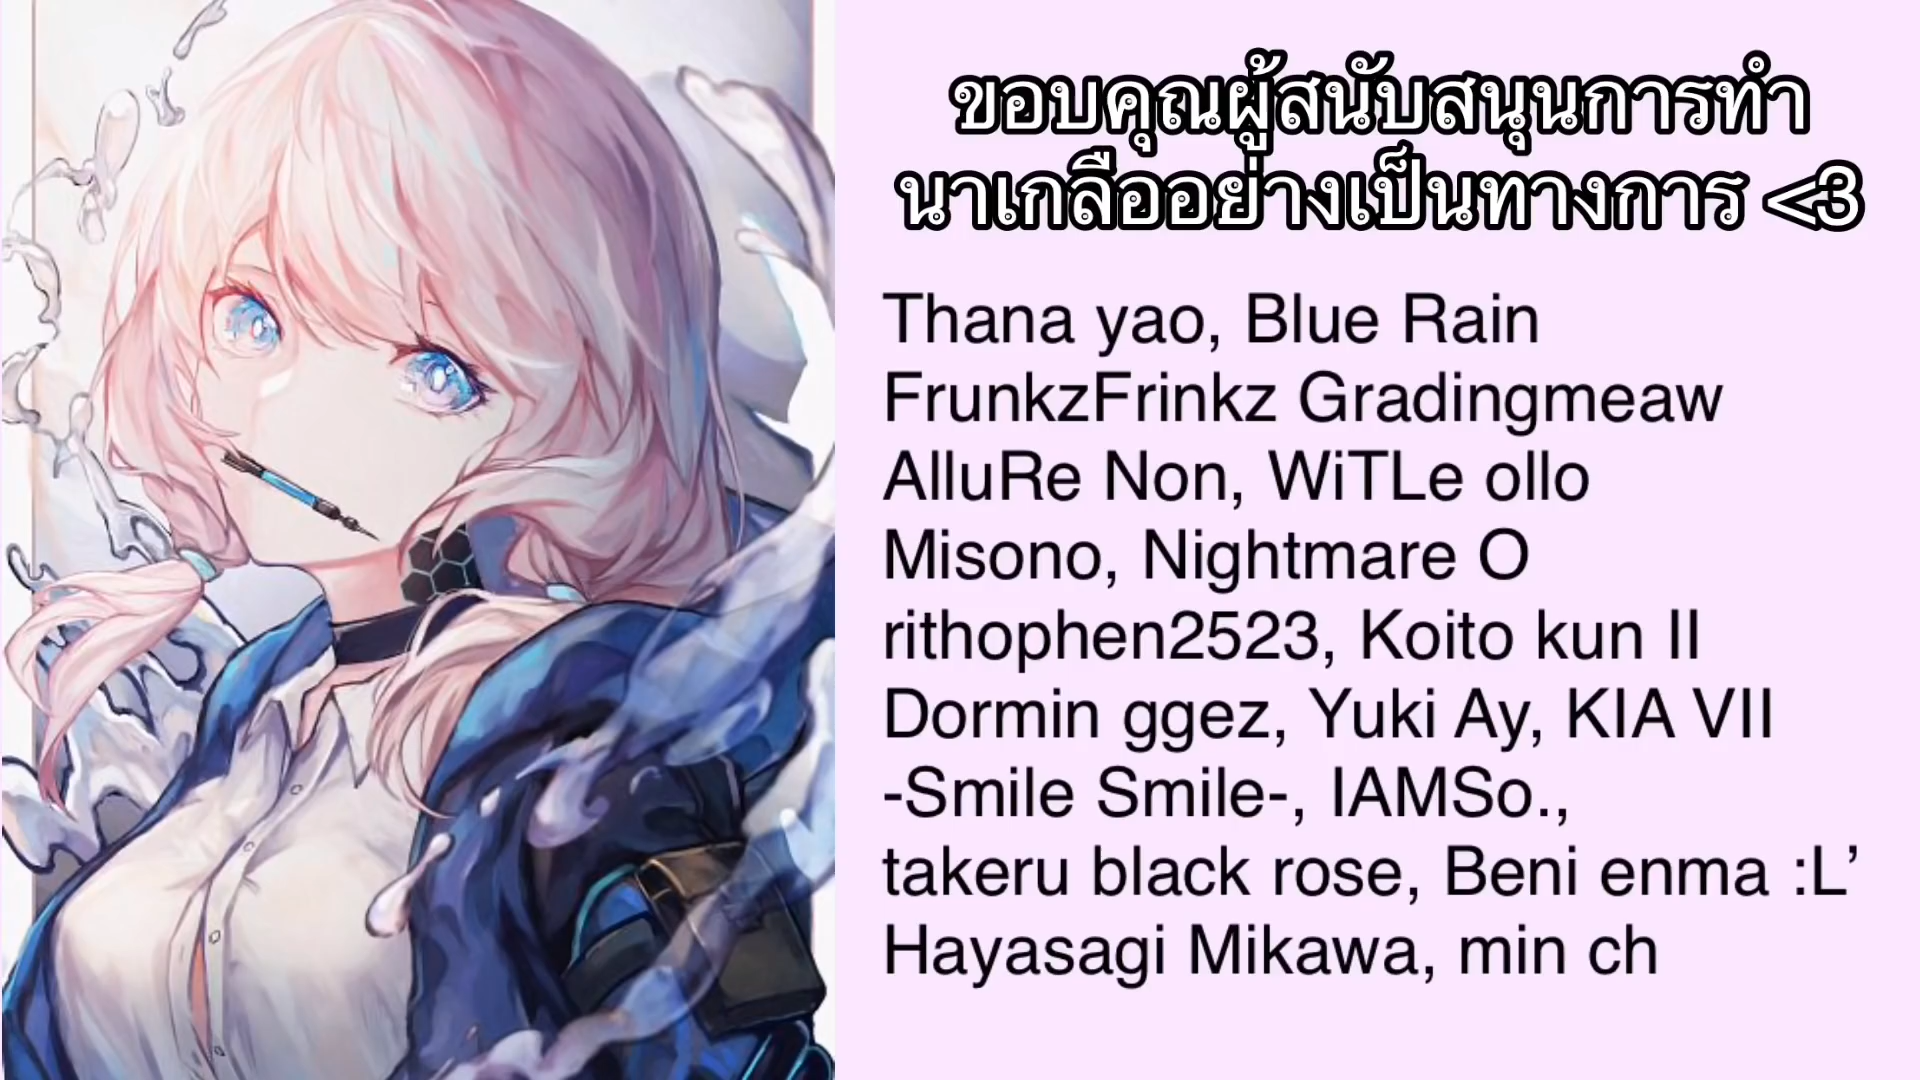 ขอบคุณผู้สนับสนุนการทำ
นาเกลืออย่างเป็นทางการ <3
Thana yao, Blue Rain
FrunkzFrinkz Gradingmeaw
AlluRe Non, WiTLe ollo
Misono, Nightmare O
rithophen2523, Koito kun II
Dormin ggez, Yuki Ay, KIA VII
-Smile Smile-, IAMSo.,
takeru black rose, Beni enma :L’
Hayasagi Mikawa, min ch